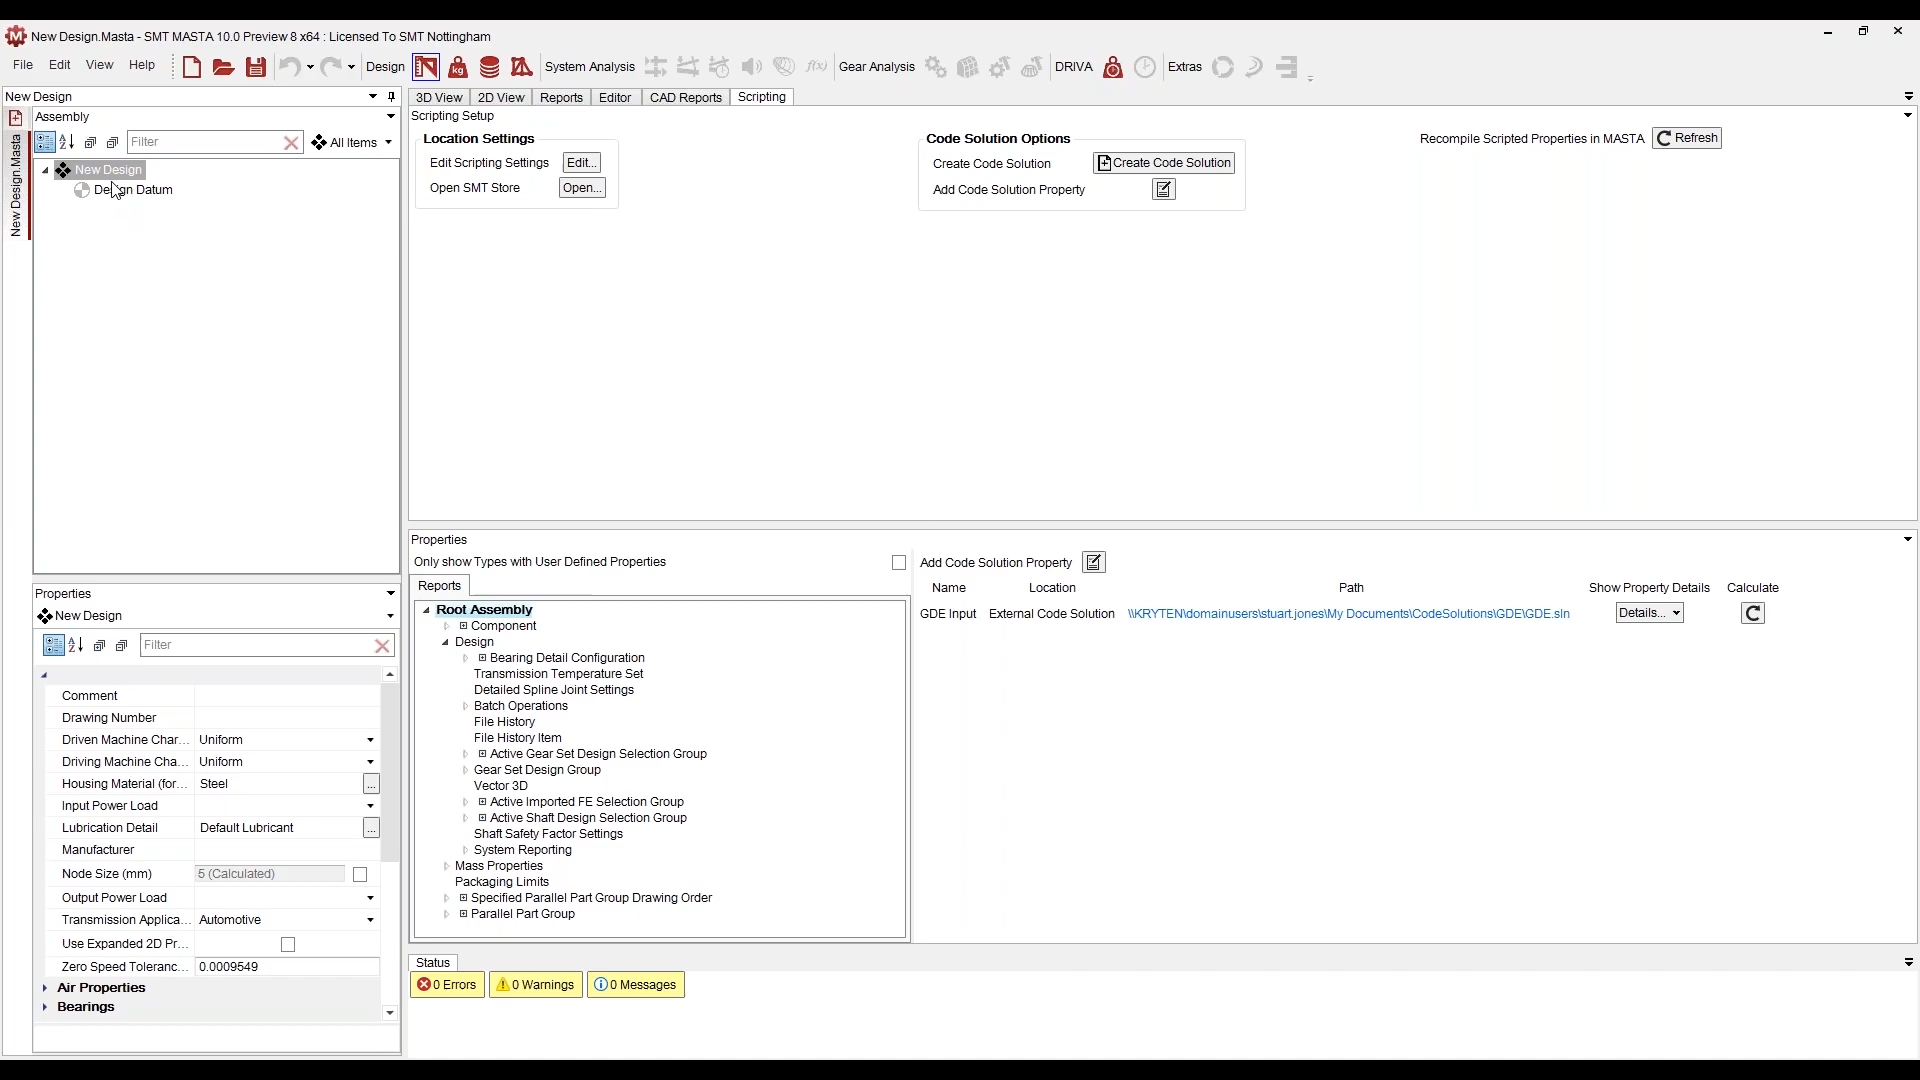 New Design.Masta - SMT MASTA 10.0 Preview 8 x64 : Licensed To SMT Nottingham
File Edit View Help Design System Analysis f(x) Gear Analysis DRIVA Extras
New Design
3D View 2D View Reports Editor CAD Reports Scripting
New Design.Masta
Assembly
Filter All Items
New Design
Design Datum
Scripting Setup
Location Settings
Edit Scripting Settings Edit...
Open SMT Store Open...
Code Solution Options
Create Code Solution Create Code Solution
Add Code Solution Property
Recompile Scripted Properties in MASTA Refresh
Properties
New Design
Filter
Comment
Drawing Number
Driven Machine Char... Uniform
Driving Machine Cha... Uniform
Housing Material (for... Steel ...
Input Power Load
Lubrication Detail Default Lubricant ...
Manufacturer
Node Size (mm) 5 (Calculated)
Output Power Load
Transmission Applica... Automotive
Use Expanded 2D Pr...
Zero Speed Toleranc... 0.0009549
Air Properties
Bearings
Properties
Only show Types with User Defined Properties
Reports
Root Assembly
Component
Design
Bearing Detail Configuration
Transmission Temperature Set
Detailed Spline Joint Settings
Batch Operations
File History
File History Item
Active Gear Set Design Selection Group
Gear Set Design Group
Vector 3D
Active Imported FE Selection Group
Active Shaft Design Selection Group
Shaft Safety Factor Settings
System Reporting
Mass Properties
Packaging Limits
Specified Parallel Part Group Drawing Order
Parallel Part Group
Add Code Solution Property
Name Location Path Show Property Details Calculate
GDE Input External Code Solution \\KRYTEN\domainusers\stuart.jones\My Documents\CodeSolutions\GDE\GDE.sln Details...
Status
0 Errors 0 Warnings 0 Messages